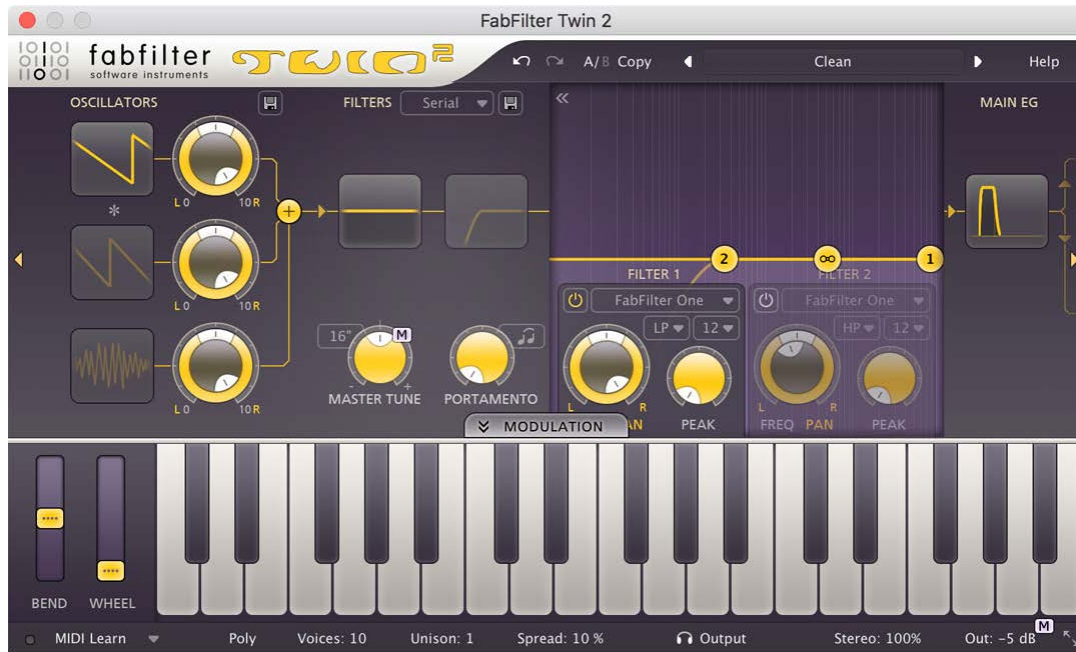 FabFilter Twin 2
fabfilter
software instruments
TWIN2
A/B Copy
Clean
Help
OSCILLATORS
FILTERS
Serial
MAIN EG
L 0 10 R
L 0 10 R
L 0 10 R
2
∞
1
FILTER 1
FILTER 2
FabFilter One
FabFilter One
LP
12
HP
12
16"
M
- +
MASTER TUNE
PORTAMENTO
L R
AN
PEAK
L R
FREQ PAN
PEAK
MODULATION
BEND
WHEEL
MIDI Learn
Poly
Voices: 10
Unison: 1
Spread: 10 %
Output
Stereo: 100%
Out: -5 dB
M